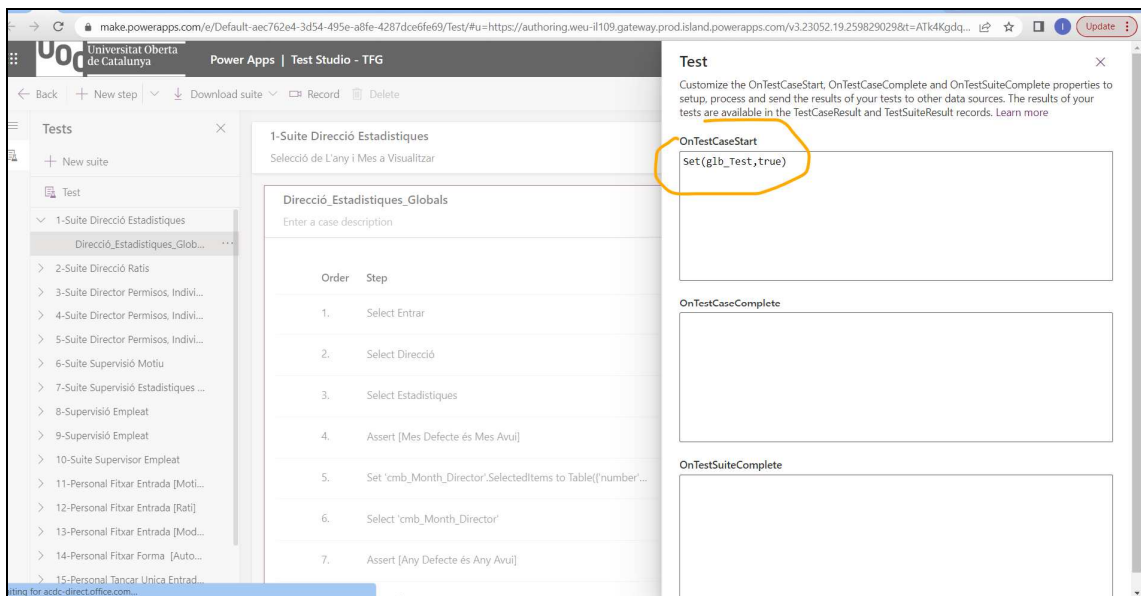 make.powerapps.com/e/Default-aec762e4-3d54-495e-a8fe-4287dce6fe69/Test/#u=https://authoring.weu-il109.gateway.prod.island.powerapps.com/v3.23052.19.259829029&t=ATk4Kgdq...
I
Update
UOC Universitat Oberta
de Catalunya
Power Apps | Test Studio - TFG
Back
New step
Download suite
Record
Delete
Tests
New suite
Test
1-Suite Direcció Estadistiques
Direcció_Estadistiques_Glob... ...
2-Suite Direcció Ratis
3-Suite Director Permisos, Indivi...
4-Suite Director Permisos, Indivi...
5-Suite Director Permisos, Indivi...
6-Suite Supervisió Motiu
7-Suite Supervisió Estadistiques ...
8-Supervisió Empleat
9-Supervisió Empleat
10-Suite Supervisor Empleat
11-Personal Fitxar Entrada [Moti...
12-Personal Fitxar Entrada [Rati]
13-Personal Fitxar Entrada [Mod...
14-Personal Fitxar Forma [Auto...
15-Personal Tancar Unica Entrad...
iting for acdc-direct.office.com...
1-Suite Direcció Estadistiques
Selecció de L'any i Mes a Visualitzar
Direcció_Estadistiques_Globals
Enter a case description
Order Step
1. Select Entrar
2. Select Direcció
3. Select Estadistiques
4. Assert [Mes Defecte és Mes Avui]
5. Set 'cmb_Month_Director'.SelectedItems to Table({'number'...
6. Select 'cmb_Month_Director'
7. Assert [Any Defecte és Any Avui]
Test
Customize the OnTestCaseStart, OnTestCaseComplete and OnTestSuiteComplete properties to
setup, process and send the results of your tests to other data sources. The results of your
tests are available in the TestCaseResult and TestSuiteResult records. Learn more
OnTestCaseStart
Set(glb_Test,true)
OnTestCaseComplete
OnTestSuiteComplete